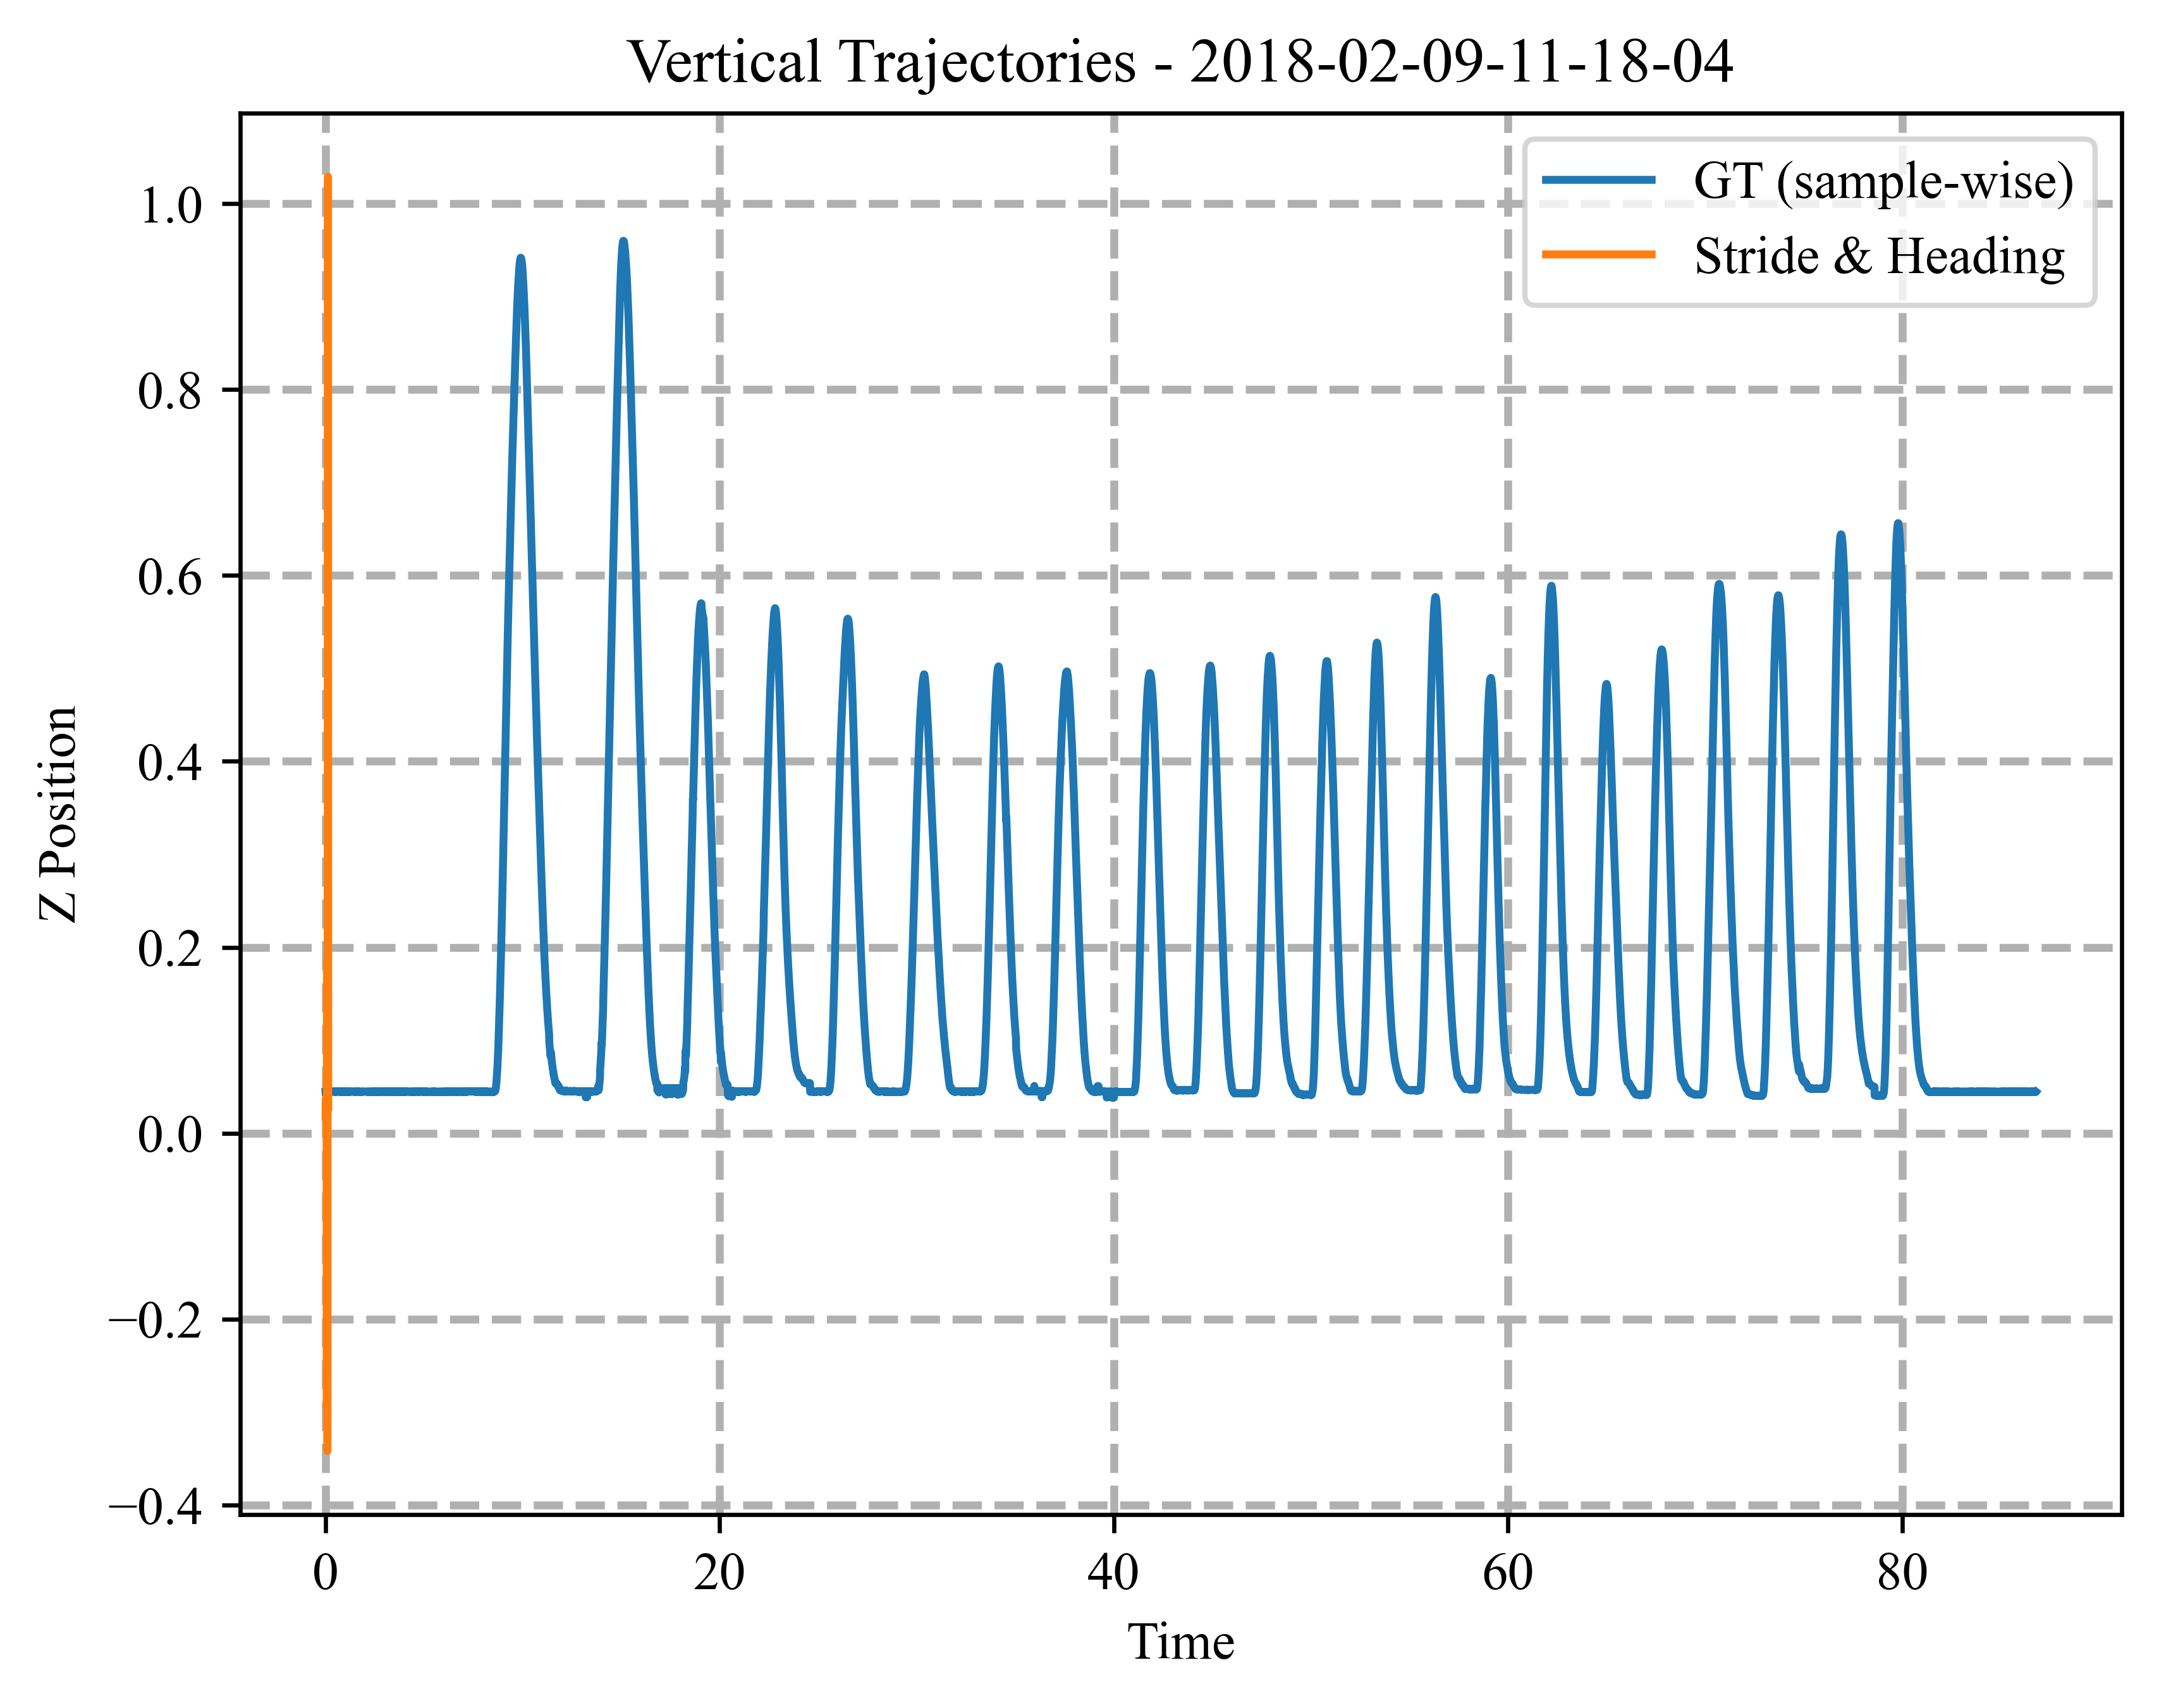 Vertical Trajectories - 2018-02-09-11-18-04
GT (sample-wise)
Stride & Heading
Z Position
1.0
0.8
0.6
0.4
0.2
0.0
−0.2
−0.4
0 20 40 60 80
Time